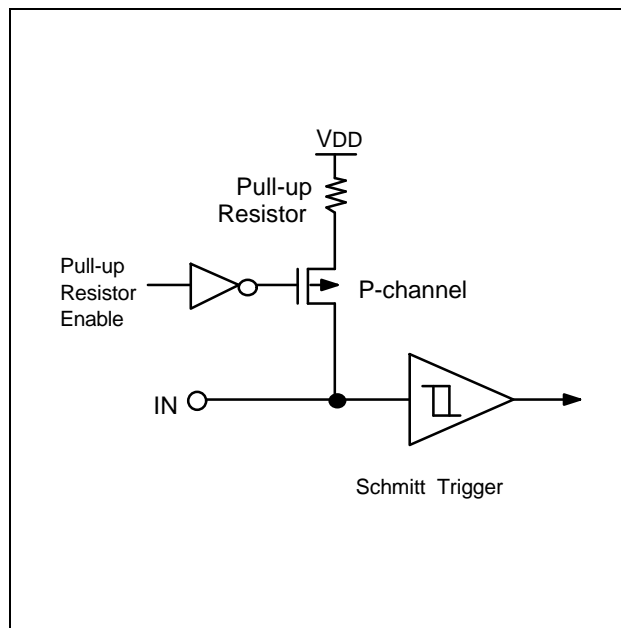 VDD
Pull-up
Resistor
Pull-up
Resistor
Enable
P-channel
IN
Schmitt Trigger